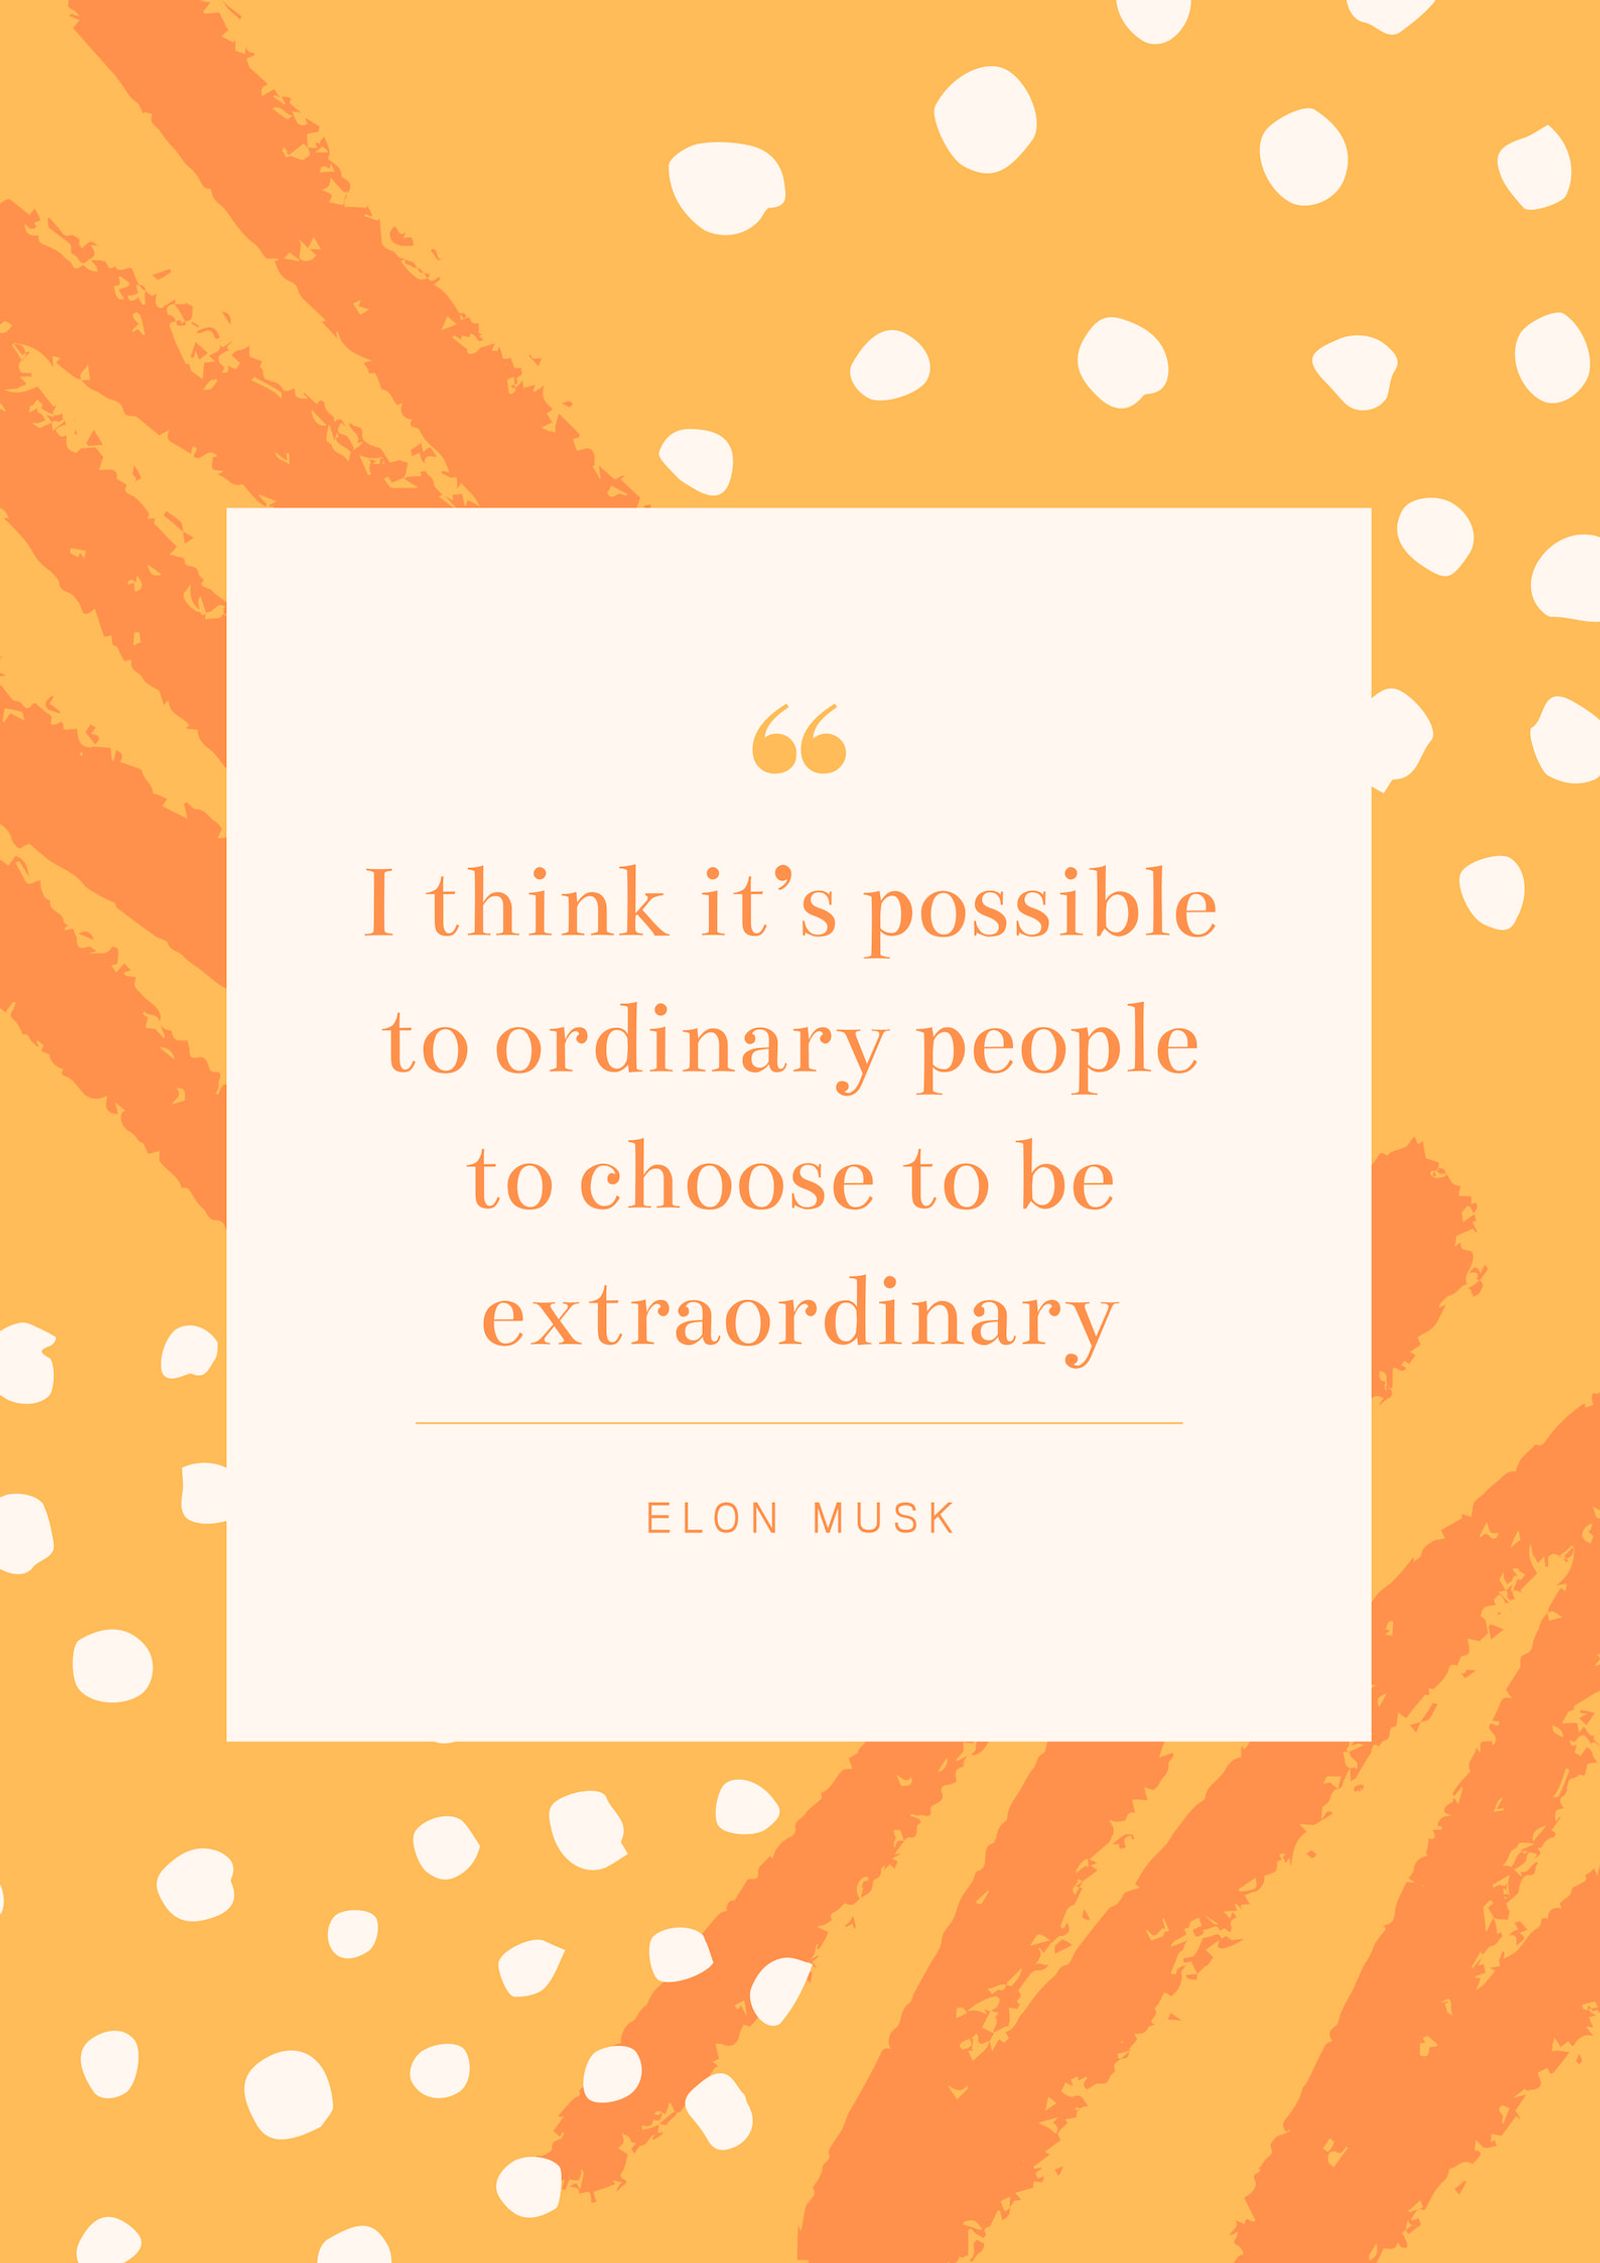 “
I think it’s possible
to ordinary people
to choose to be
extraordinary
ELON MUSK